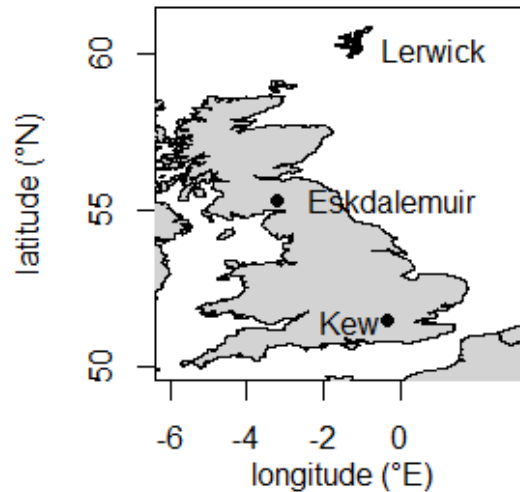 60
Lerwick
latitude (°N)
55
Eskdalemuir
Kew
50
-6 -4 -2 0
longitude (°E)